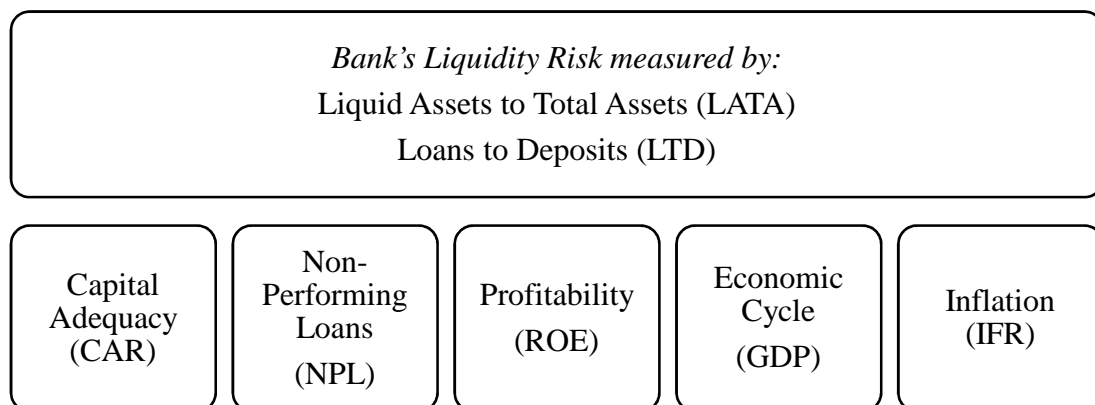 Bank’s Liquidity Risk measured by:
Liquid Assets to Total Assets (LATA)
Loans to Deposits (LTD)
Capital
Adequacy
(CAR)
Non-
Performing
Loans
(NPL)
Profitability
(ROE)
Economic
Cycle
(GDP)
Inflation
(IFR)